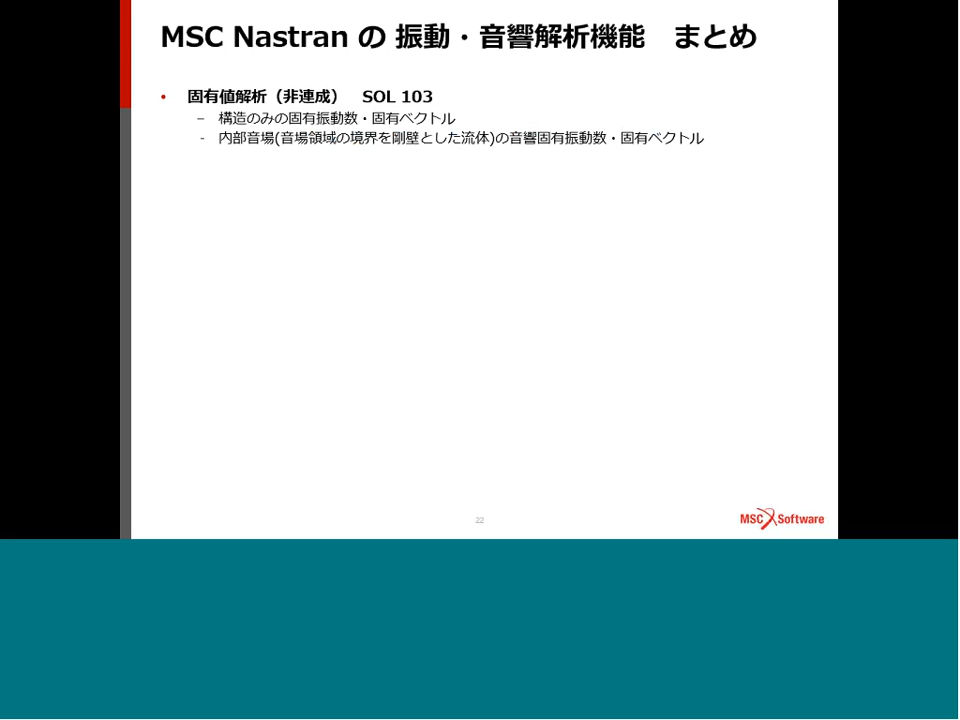 MSC Nastran の 振動・音響解析機能　まとめ
• 固有値解析（非連成）　SOL 103
– 構造のみの固有振動数・固有ベクトル
- 内部音場(音場領域の境界を剛壁とした流体)の音響固有振動数・固有ベクトル
22
MSC Software